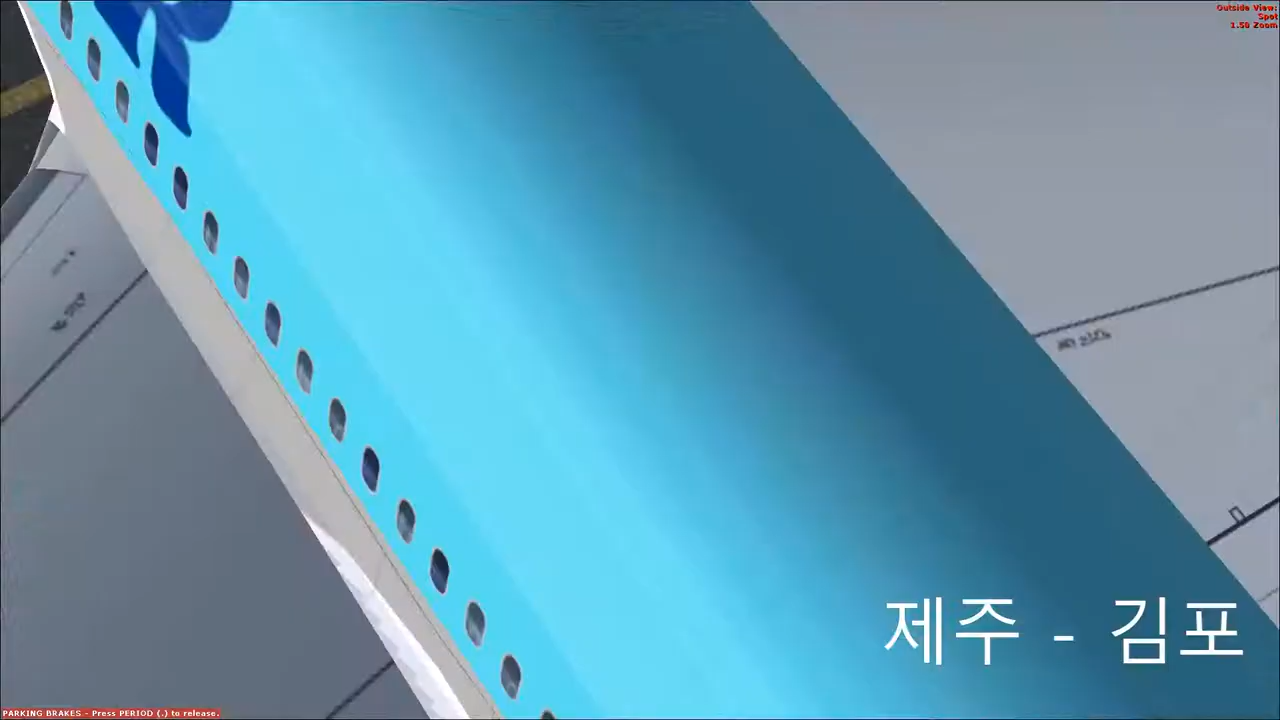 Outside View:
Spot
1.50 Zoom
제주 - 김포
PARKING BRAKES - Press PERIOD (.) to release.